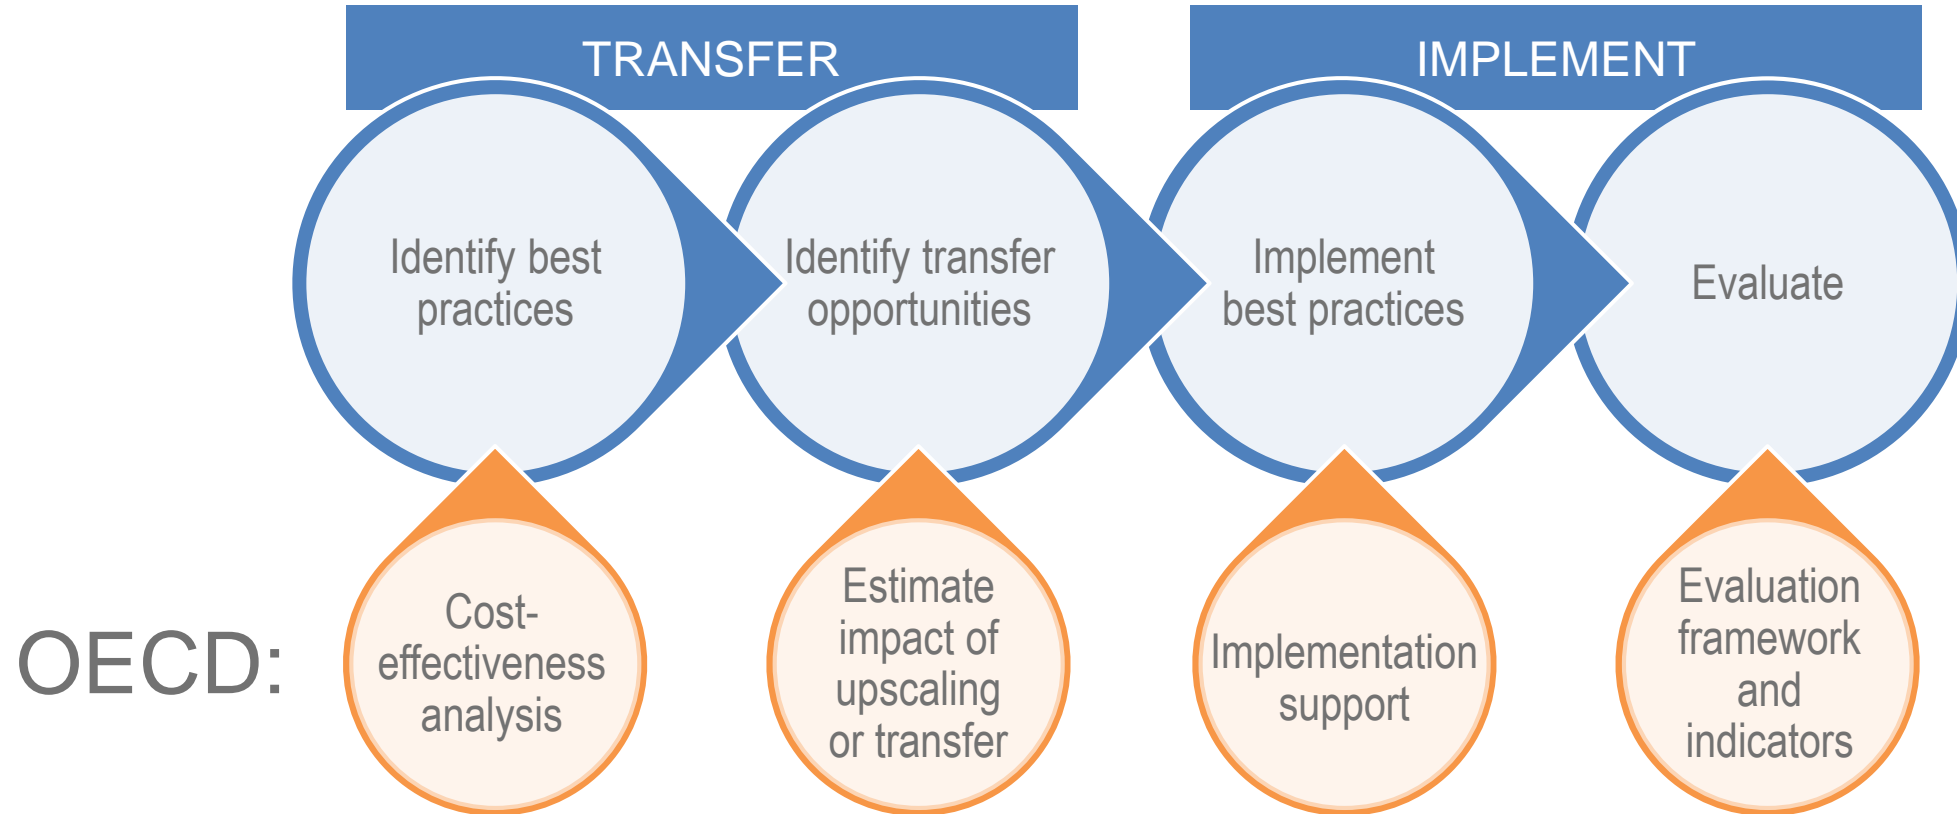 TRANSFER
IMPLEMENT
Identify best
practices
Identify transfer
opportunities
Implement
best practices
Evaluate
OECD:
Cost-
effectiveness
analysis
Estimate
impact of
upscaling
or transfer
Implementation
support
Evaluation
framework
and
indicators